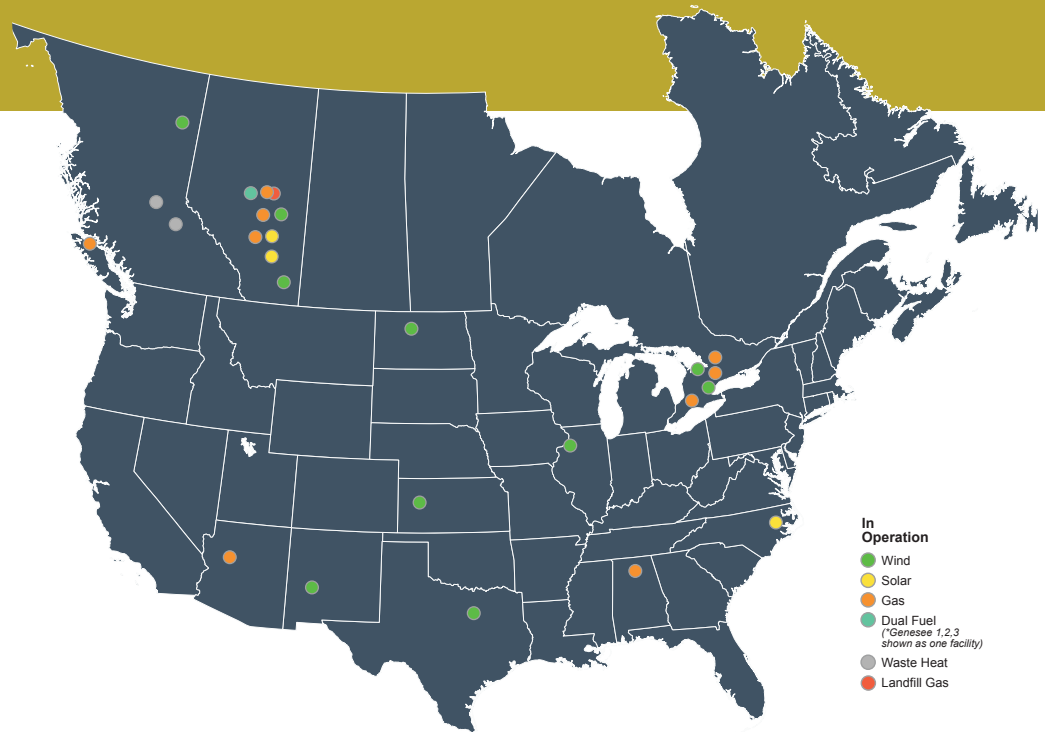 In
Operation
Wind
Solar
Gas
Dual Fuel
(*Genesee 1,2,3
shown as one facility)
Waste Heat
Landfill Gas